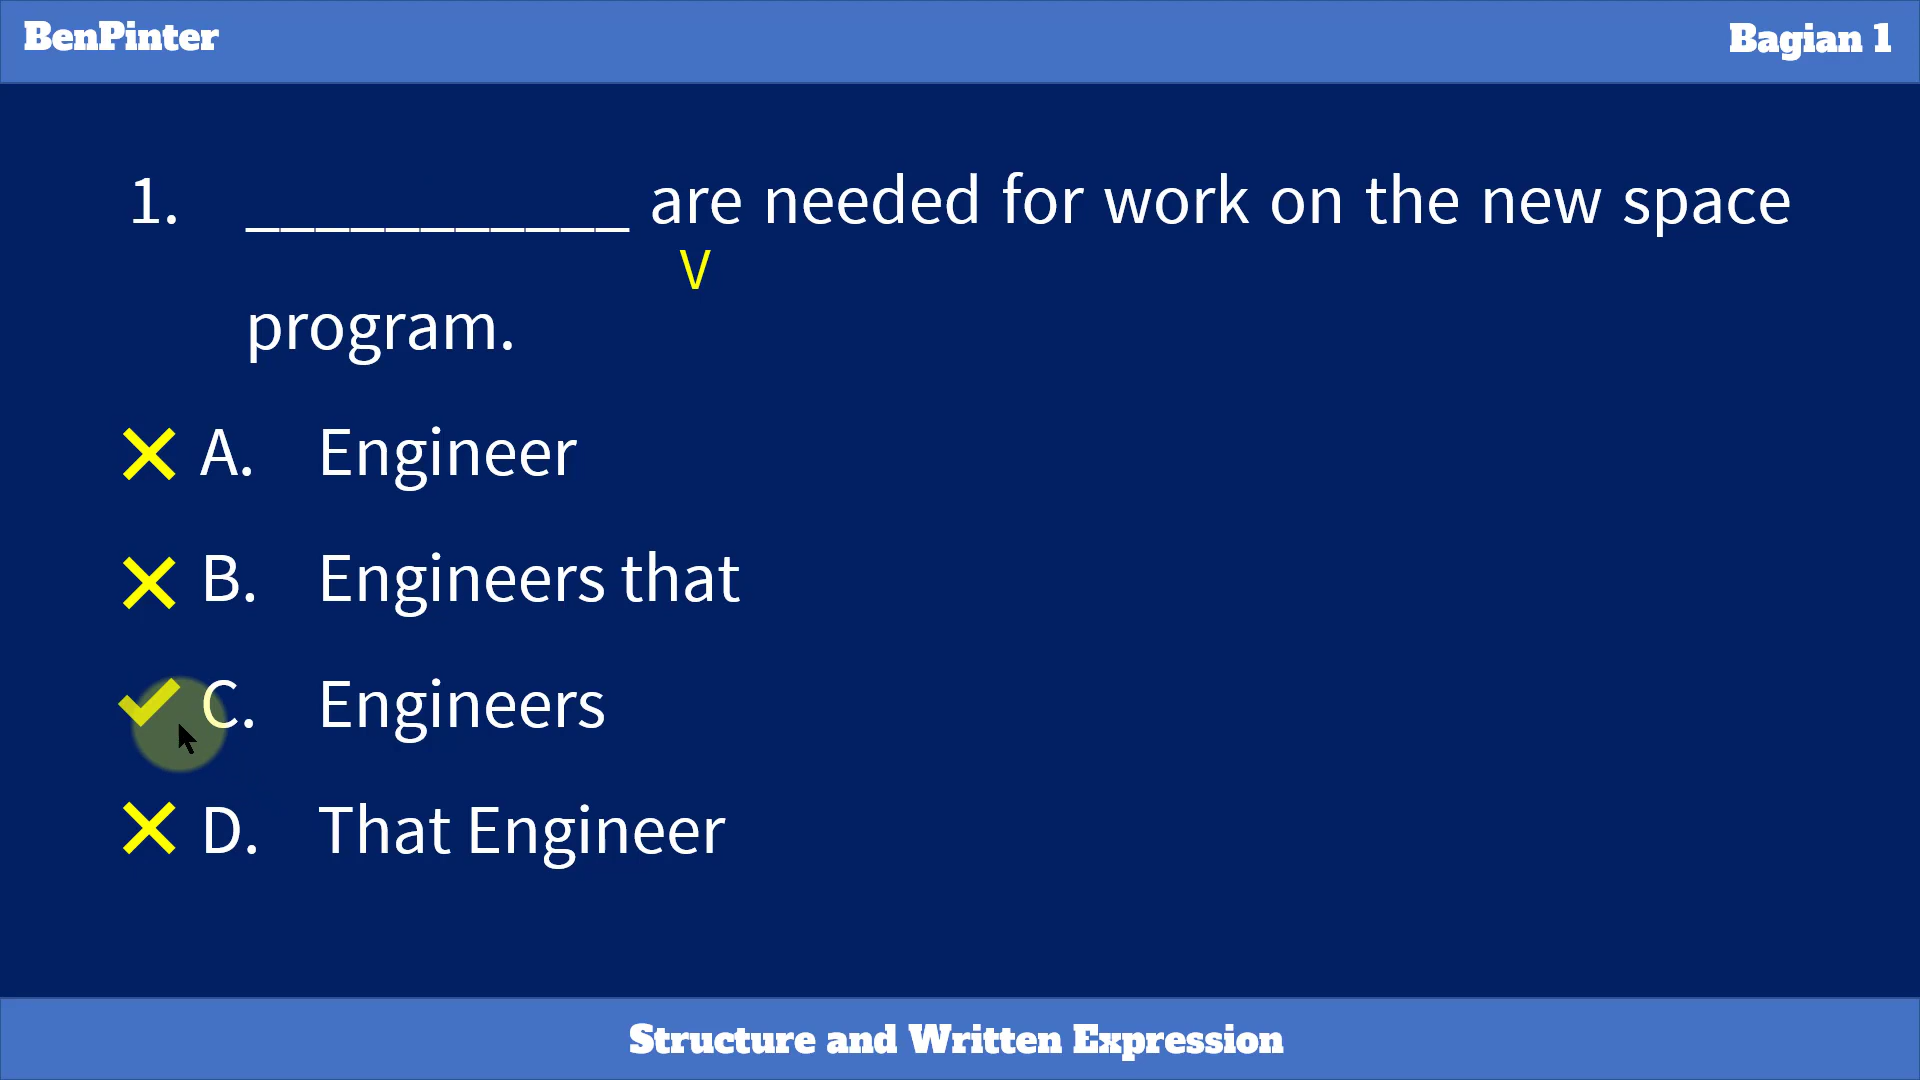 BenPinter
Bagian 1
1. ___________ are needed for work on the new space
V
program.
A. Engineer
B. Engineers that
C. Engineers
D. That Engineer
Structure and Written Expression